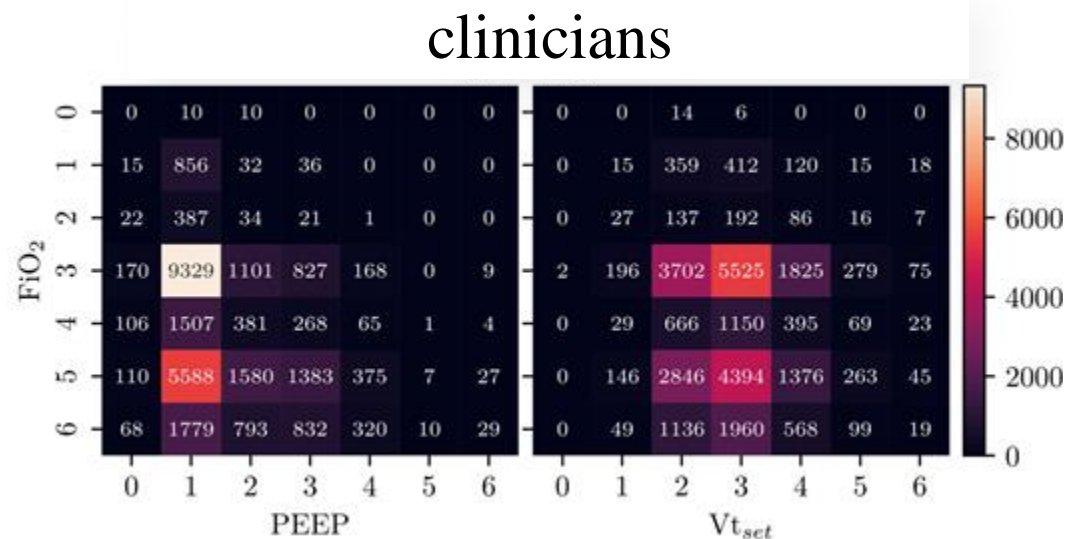 clinicians
0 0 10 10 0 0 0 0 0 0 14 6 0 0 0
1 15 856 32 36 0 0 0 0 15 359 412 120 15 18 8000
2 22 387 34 21 1 0 0 0 27 137 192 86 16 7 6000
FiO2
3 170 9329 1101 827 168 0 9 2 196 3702 5525 1825 279 75
4 106 1507 381 268 65 1 4 0 29 666 1150 395 69 23 4000
5 110 5588 1580 1383 375 7 27 0 146 2846 4394 1376 263 45 2000
6 68 1779 793 832 320 10 29 0 49 1136 1960 568 99 19 0
0 1 2 3 4 5 6 0 1 2 3 4 5 6
PEEP Vtset